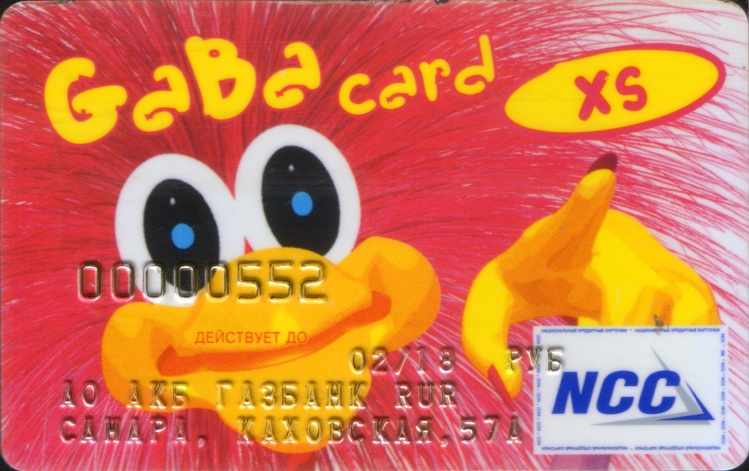 GaBa card XS
00000552
ДЕЙСТВУЕТ ДО
02/18 РУБ
АО АКБ ГАЗБАНК RUR
САМАРА, КАХОВСКАЯ,57А
NCC